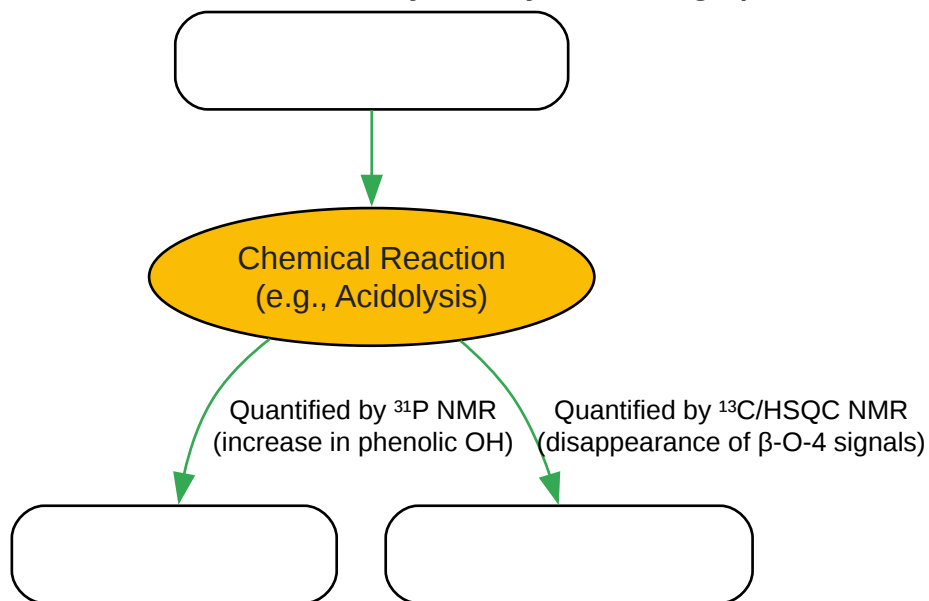 Chemical Reaction
(e.g., Acidolysis)
Quantified by ³¹P NMR
(increase in phenolic OH)
Quantified by ¹³C/HSQC NMR
(disappearance of β-O-4 signals)